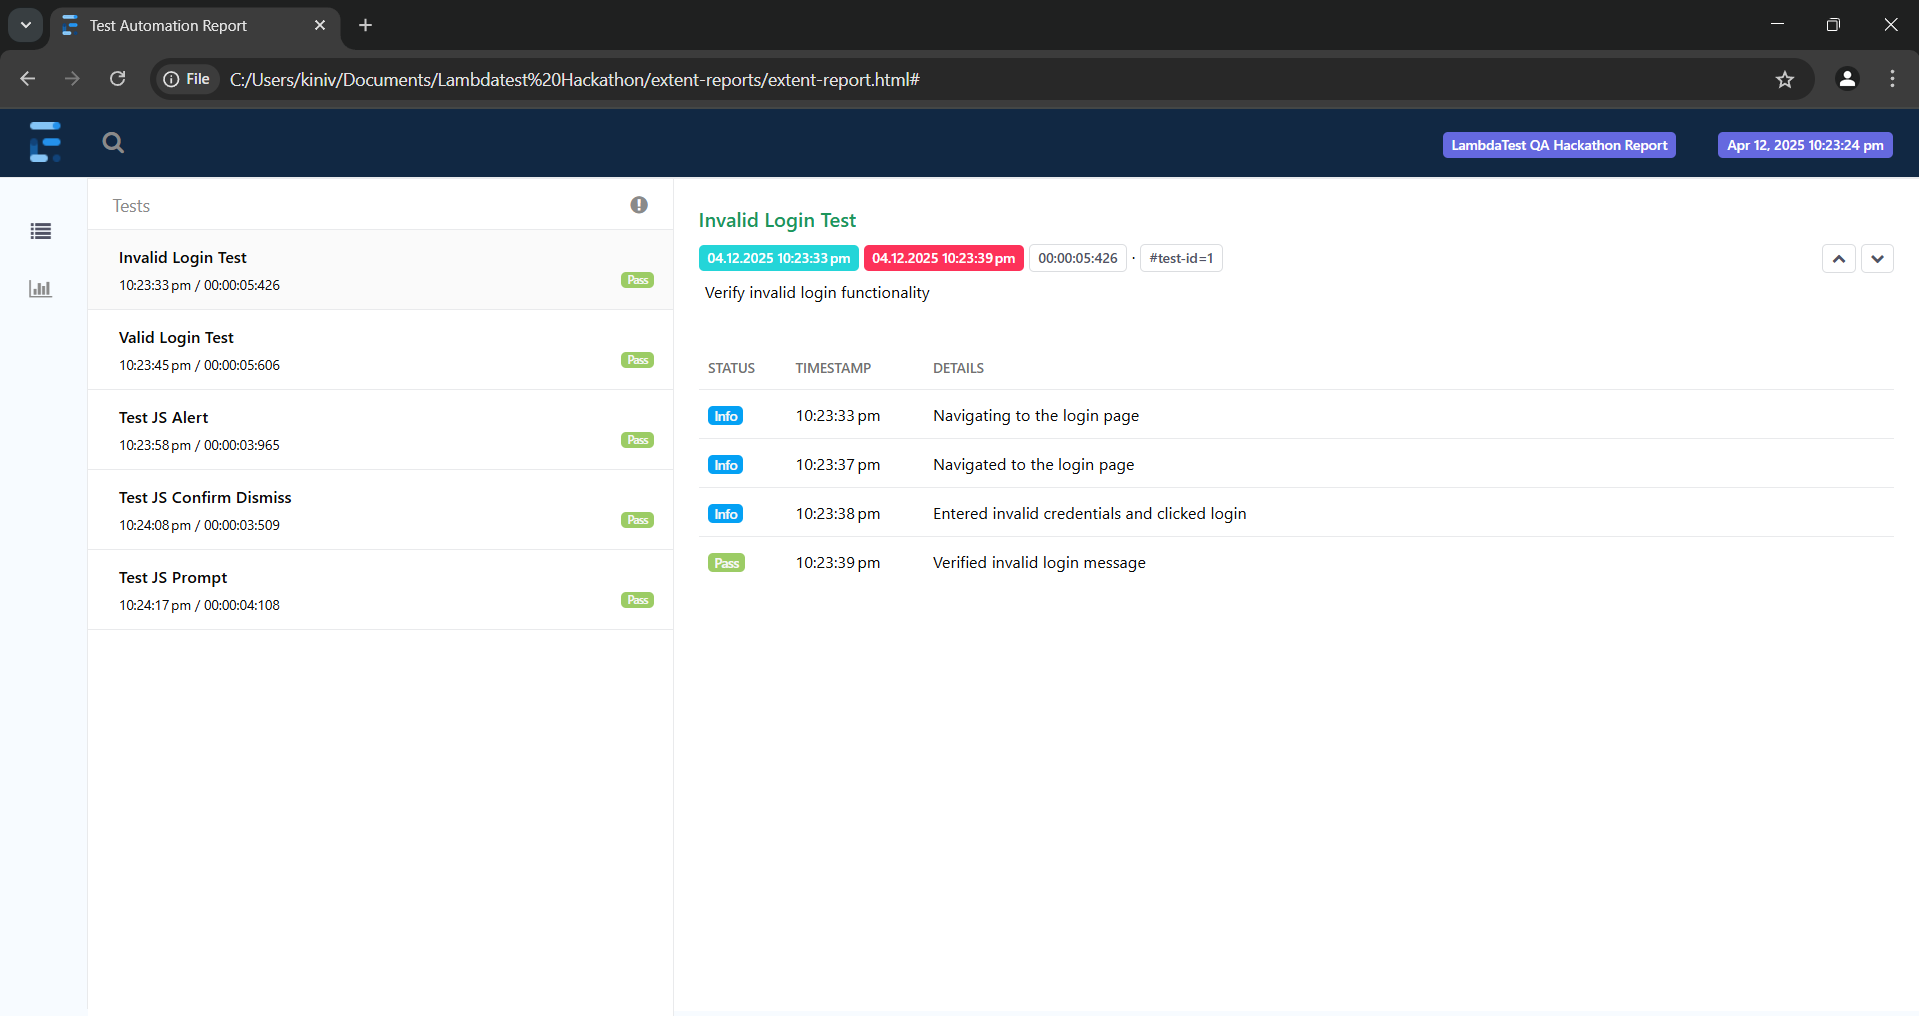 Test Automation Report
File C:/Users/kiniv/Documents/Lambdatest%20Hackathon/extent-reports/extent-report.html#
LambdaTest QA Hackathon Report Apr 12, 2025 10:23:24 pm
Tests
Invalid Login Test
10:23:33 pm / 00:00:05:426 Pass
Valid Login Test
10:23:45 pm / 00:00:05:606 Pass
Test JS Alert
10:23:58 pm / 00:00:03:965 Pass
Test JS Confirm Dismiss
10:24:08 pm / 00:00:03:509 Pass
Test JS Prompt
10:24:17 pm / 00:00:04:108 Pass
Invalid Login Test
04.12.2025 10:23:33 pm 04.12.2025 10:23:39 pm 00:00:05:426 · #test-id=1
Verify invalid login functionality
STATUS TIMESTAMP DETAILS
Info 10:23:33 pm Navigating to the login page
Info 10:23:37 pm Navigated to the login page
Info 10:23:38 pm Entered invalid credentials and clicked login
Pass 10:23:39 pm Verified invalid login message